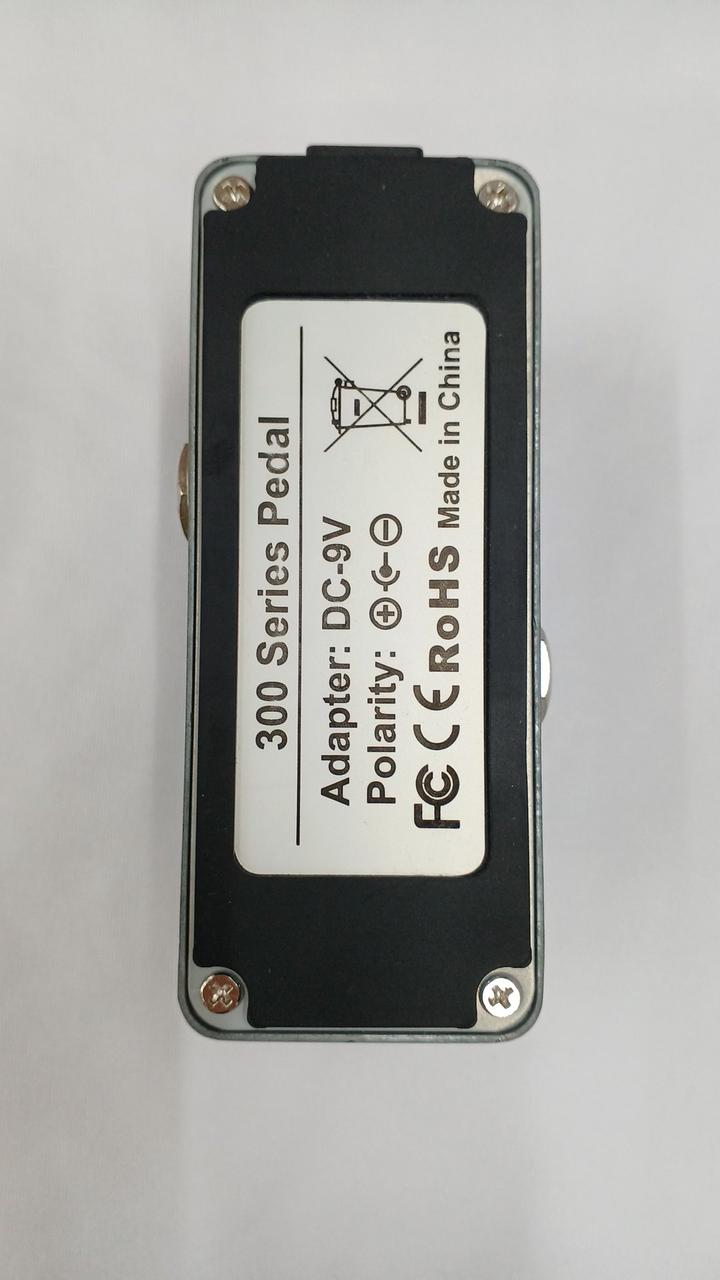 300 Series Pedal
Adapter: DC-9V
Polarity:
FC CE RoHS Made in China